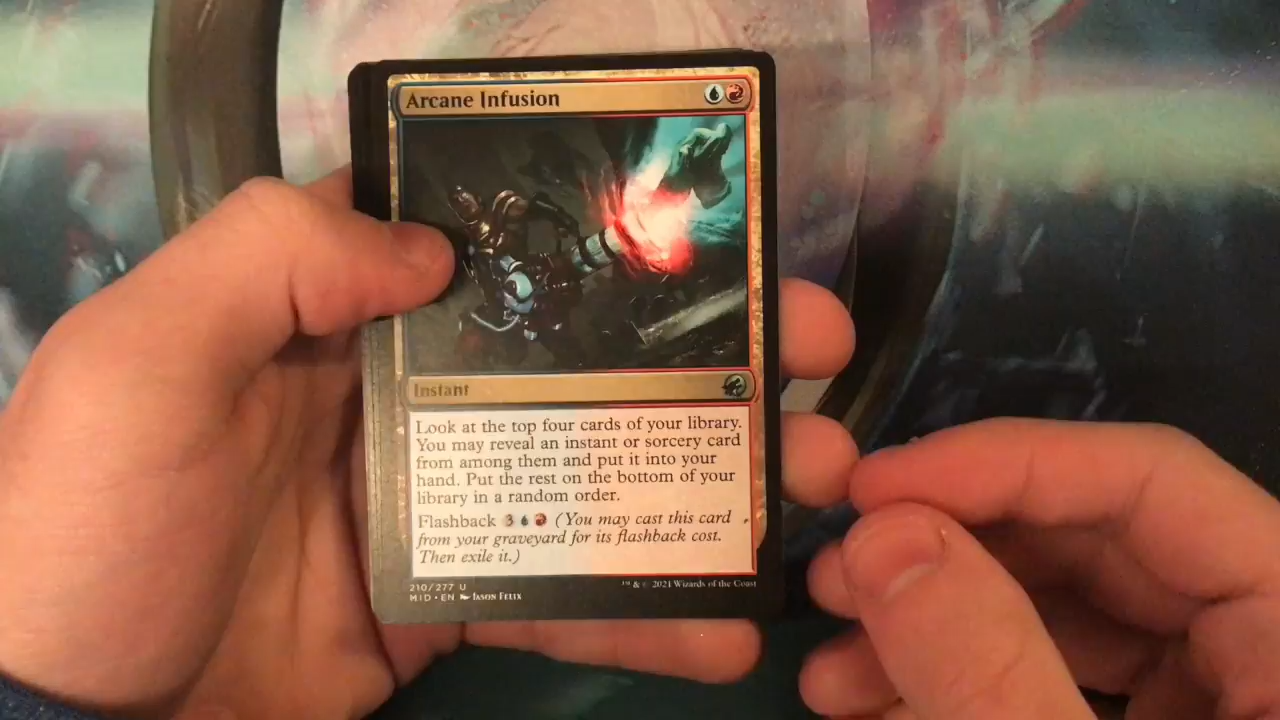 Arcane Infusion
Instant
Look at the top four cards of your library.
You may reveal an instant or sorcery card
from among them and put it into your
hand. Put the rest on the bottom of your
library in a random order.
Flashback 3 (You may cast this card
from your graveyard for its flashback cost.
Then exile it.)
210/277 U
MID • EN JASON FELIX
™ & © 2021 Wizards of the Coast